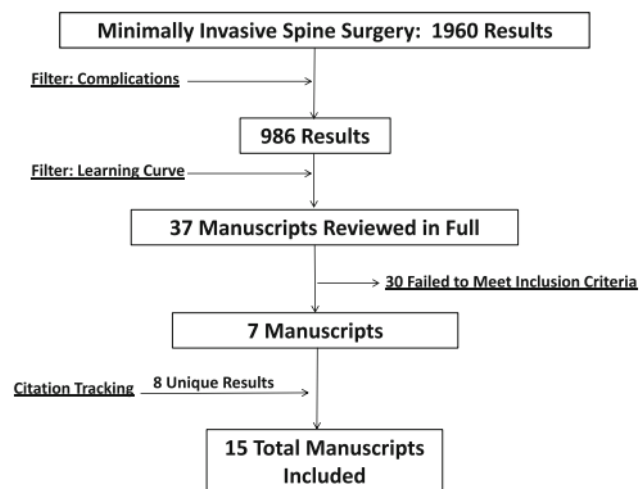 Minimally Invasive Spine Surgery: 1960 Results
Filter: Complications
986 Results
Filter: Learning Curve
37 Manuscripts Reviewed in Full
30 Failed to Meet Inclusion Criteria
7 Manuscripts
Citation Tracking
8 Unique Results
15 Total Manuscripts
Included